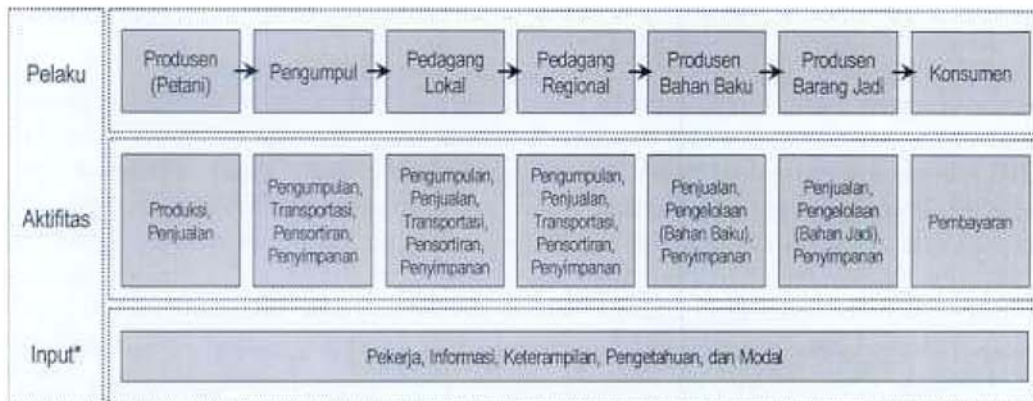 Pelaku
Produsen
(Petani)
Pengumpul
Pedagang
Lokal
Pedagang
Regional
Produsen
Bahan Baku
Produsen
Barang Jadi
Konsumen
Aktifitas
Produksi,
Penjualan
Pengumpulan,
Transportasi,
Pensortiran,
Penyimpanan
Pengumpulan,
Penjualan,
Transportasi,
Pensortiran,
Penyimpanan
Pengumpulan,
Penjualan,
Transportasi,
Pensortiran,
Penyimpanan
Penjualan,
Pengelolaan
(Bahan Baku),
Penyimpanan
Penjualan,
Pengelolaan
(Bahan Jadi),
Penyimpanan
Pembayaran
Input*
Pekerja, Informasi, Keterampilan, Pengetahuan, dan Modal